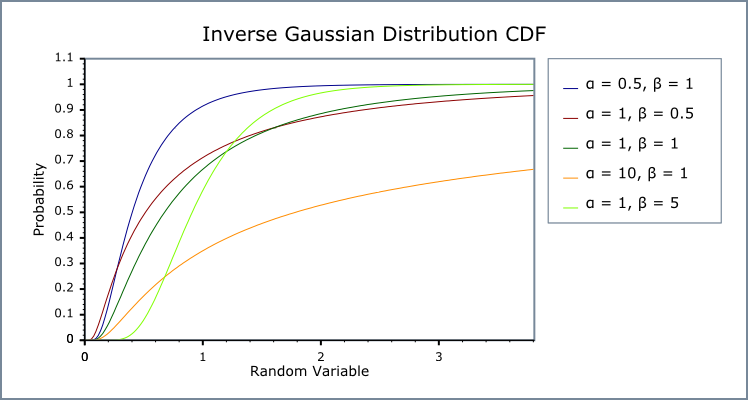 Inverse Gaussian Distribution CDF
1.1
1
0.9
0.8
0.7
0.6
0.5
0.4
0.3
0.2
0.1
0
Probability
0
1
2
3
Random Variable
α = 0.5, β = 1
α = 1, β = 0.5
α = 1, β = 1
α = 10, β = 1
α = 1, β = 5